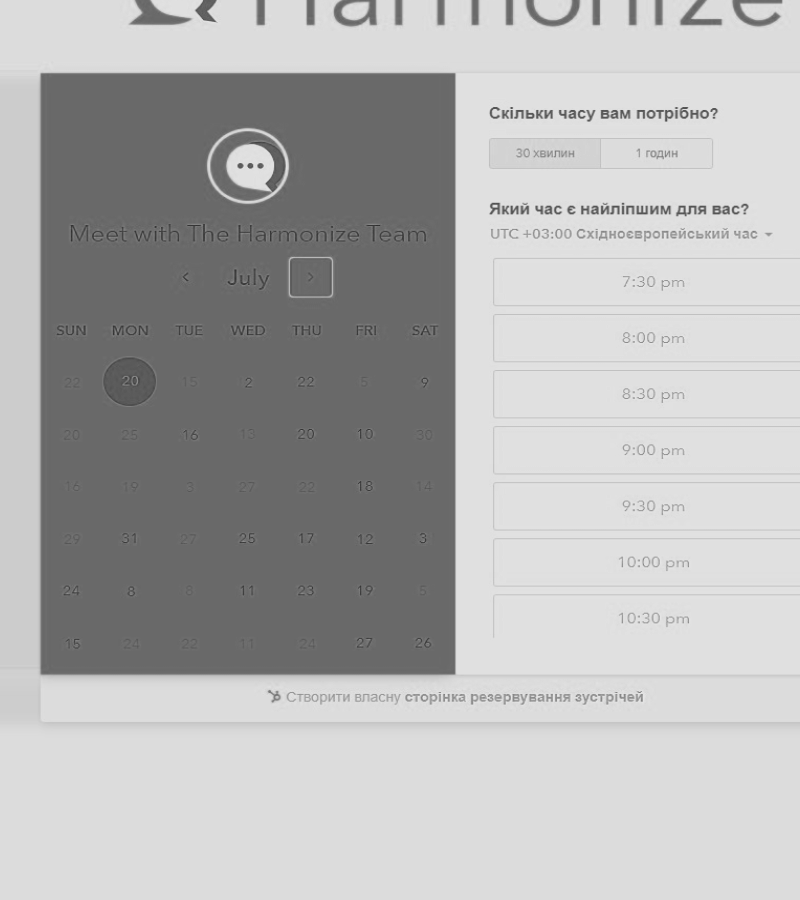 Harmonize
Meet with The Harmonize Team
July
SUN MON TUE WED THU FRI SAT
22 20 15 2 22 5 9
20 25 16 13 20 10 30
16 19 3 27 22 18 14
29 31 27 25 17 12 3
24 8 8 11 23 19 5
15 24 22 11 24 27 26
Скільки часу вам потрібно?
30 хвилин 1 годин
Який час є найліпшим для вас?
UTC +03:00 Східноєвропейський час
7:30 pm
8:00 pm
8:30 pm
9:00 pm
9:30 pm
10:00 pm
10:30 pm
Створити власну сторінка резервування зустрічей